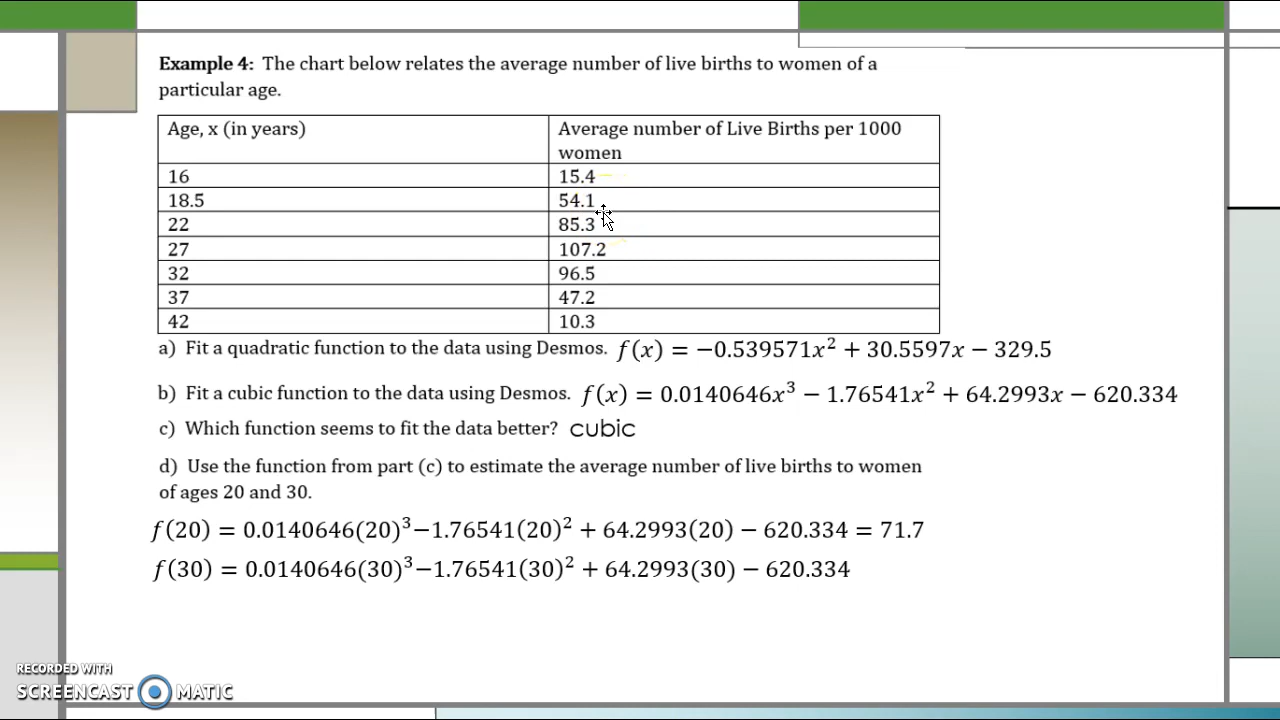 Example 4: The chart below relates the average number of live births to women of a
particular age.
Age, x (in years)
Average number of Live Births per 1000
women
16 15.4
18.5 54.1
22 85.3
27 107.2
32 96.5
37 47.2
42 10.3
a) Fit a quadratic function to the data using Desmos. f(x) = −0.539571x² + 30.5597x − 329.5
b) Fit a cubic function to the data using Desmos. f(x) = 0.0140646x³ − 1.76541x² + 64.2993x − 620.334
c) Which function seems to fit the data better? cubic
d) Use the function from part (c) to estimate the average number of live births to women
of ages 20 and 30.
f(20) = 0.0140646(20)³−1.76541(20)² + 64.2993(20) − 620.334 = 71.7
f(30) = 0.0140646(30)³−1.76541(30)² + 64.2993(30) − 620.334
RECORDED WITH
SCREENCAST MATIC